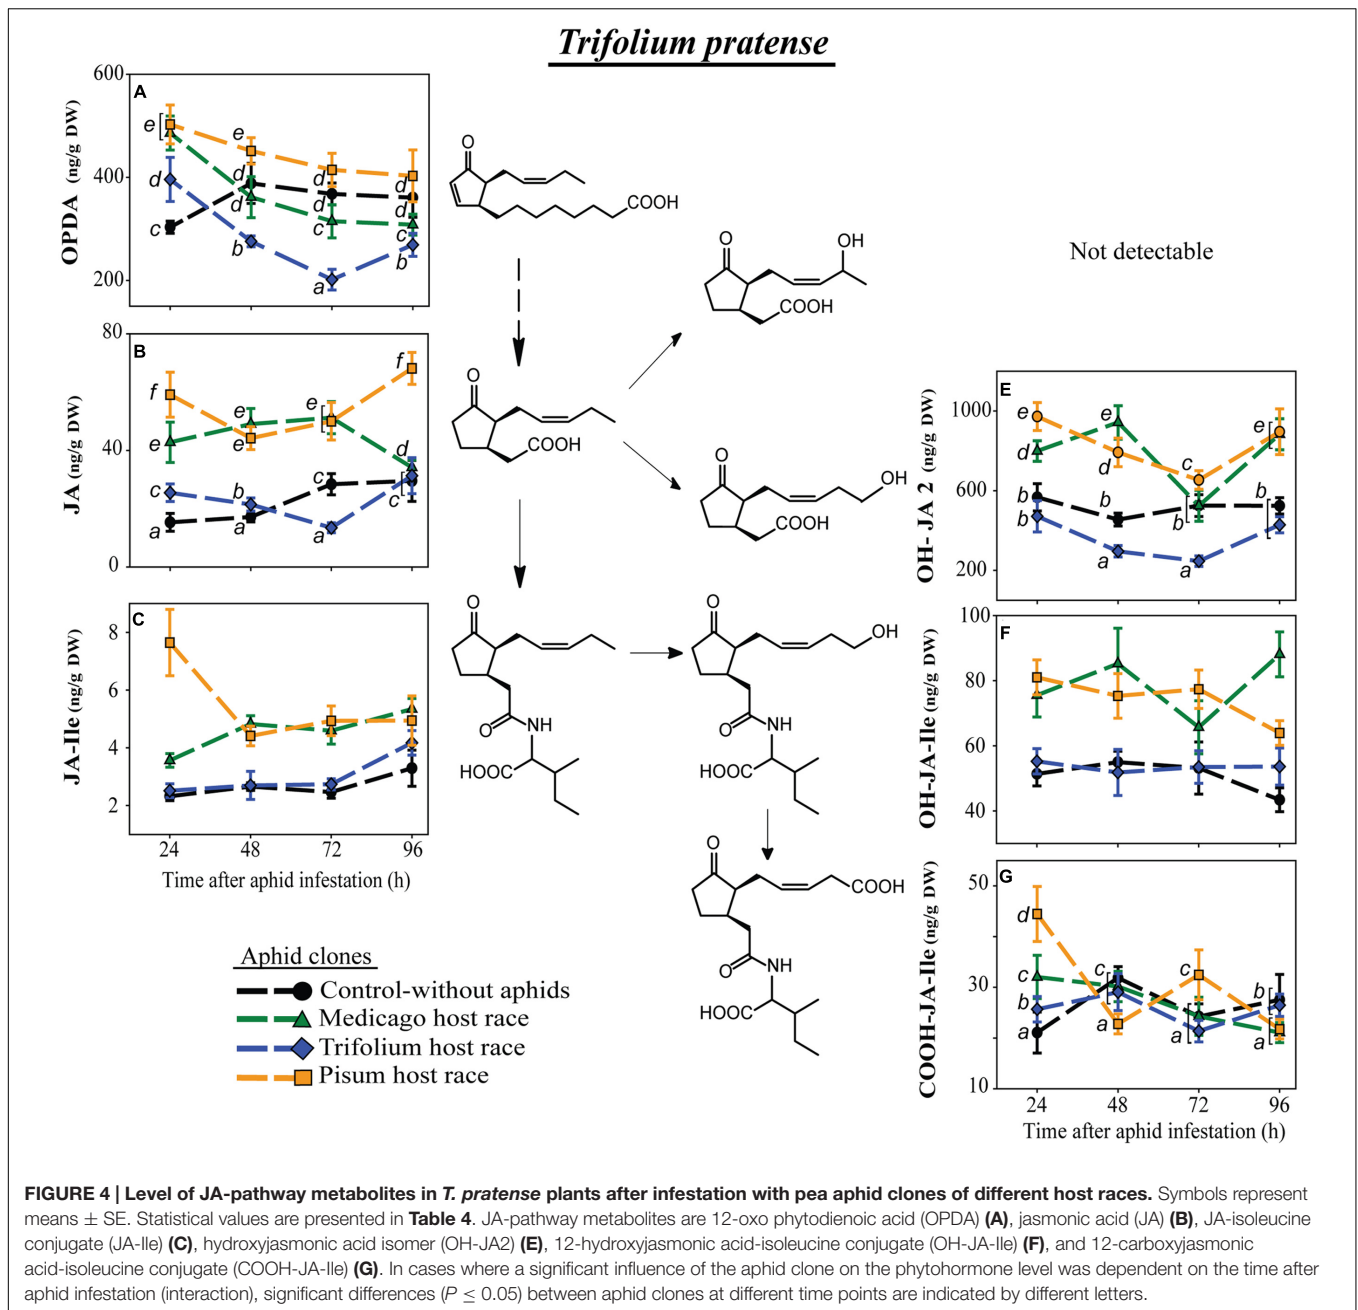 Trifolium pratense
A
OPDA (ng/g DW)
600
400
200
e
e
d
d
d
d
d
d
c
c
c
b
b
a
O
COOH
O
OH
COOH
Not detectable
B
JA (ng/g DW)
80
40
0
f
f
e
e
e
e
d
c
c
c
b
a
a
a
O
COOH
O
OH
COOH
E
OH- JA 2 (ng/g DW)
1000
600
200
e
e
e
d
d
c
b
b
b
b
b
a
a
C
JA-Ile (ng/g DW)
8
6
4
2
24 48 72 96
Time after aphid infestation (h)
O
O
NH
HOOC
O
OH
O
NH
HOOC
F
OH-JA-Ile (ng/g DW)
100
80
60
40
O
COOH
O
NH
HOOC
G
COOH-JA-Ile (ng/g DW)
50
30
10
d
c
c
c
b
b
a
a
a
a
24 48 72 96
Time after aphid infestation (h)
Aphid clones
Control-without aphids
Medicago host race
Trifolium host race
Pisum host race
FIGURE 4 | Level of JA-pathway metabolites in T. pratense plants after infestation with pea aphid clones of different host races. Symbols represent
means ± SE. Statistical values are presented in Table 4. JA-pathway metabolites are 12-oxo phytodienoic acid (OPDA) (A), jasmonic acid (JA) (B), JA-isoleucine
conjugate (JA-Ile) (C), hydroxyjasmonic acid isomer (OH-JA2) (E), 12-hydroxyjasmonic acid-isoleucine conjugate (OH-JA-Ile) (F), and 12-carboxyjasmonic
acid-isoleucine conjugate (COOH-JA-Ile) (G). In cases where a significant influence of the aphid clone on the phytohormone level was dependent on the time after
aphid infestation (interaction), significant differences (P ≤ 0.05) between aphid clones at different time points are indicated by different letters.